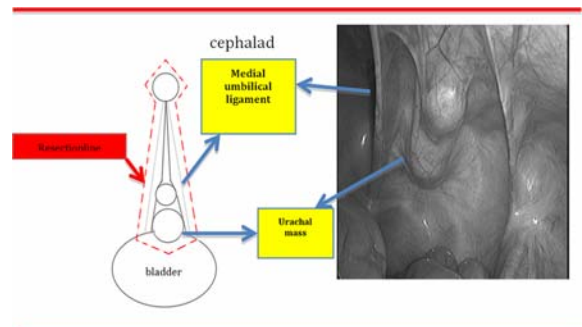 cephalad
Medial
umbilical
ligament
Resectionline
Urachal
mass
bladder